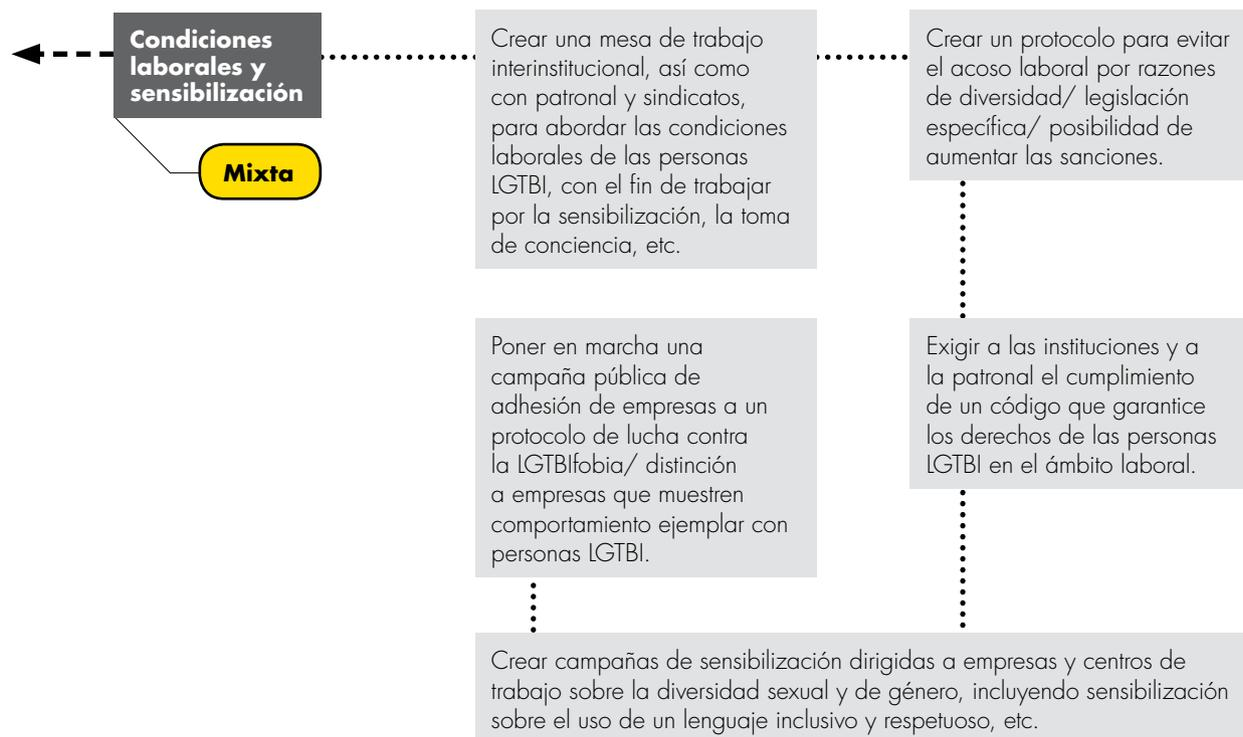 Condiciones
laborales y
sensibilización
Mixta
Crear una mesa de trabajo
interinstitucional, así como
con patronal y sindicatos,
para abordar las condiciones
laborales de las personas
LGTBI, con el fin de trabajar
por la sensibilización, la toma
de conciencia, etc.
Crear un protocolo para evitar
el acoso laboral por razones
de diversidad/ legislación
específica/ posibilidad de
aumentar las sanciones.
Exigir a las instituciones y a
la patronal el cumplimiento
de un código que garantice
los derechos de las personas
LGTBI en el ámbito laboral.
Crear campañas de sensibilización dirigidas a empresas y centros de
trabajo sobre la diversidad sexual y de género, incluyendo sensibilización
sobre el uso de un lenguaje inclusivo y respetuoso, etc.
Poner en marcha una
campaña pública de
adhesión de empresas a un
protocolo de lucha contra
la LGTBIfobia/ distinción
a empresas que muestren
comportamiento ejemplar con
personas LGTBI.